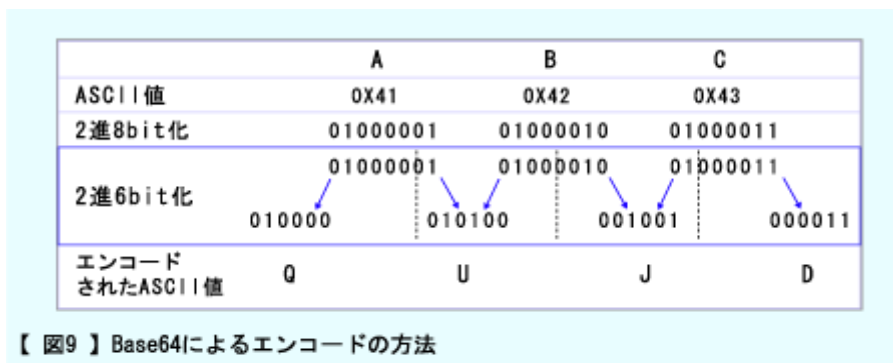 A B C
ASCII値 0X41 0X42 0X43
2進8bit化 01000001 01000010 01000011
01000001 01000010 01000011
2進6bit化
010000 010100 001001 000011
エンコード
されたASCII値 Q U J D
【 図9 】Base64によるエンコードの方法